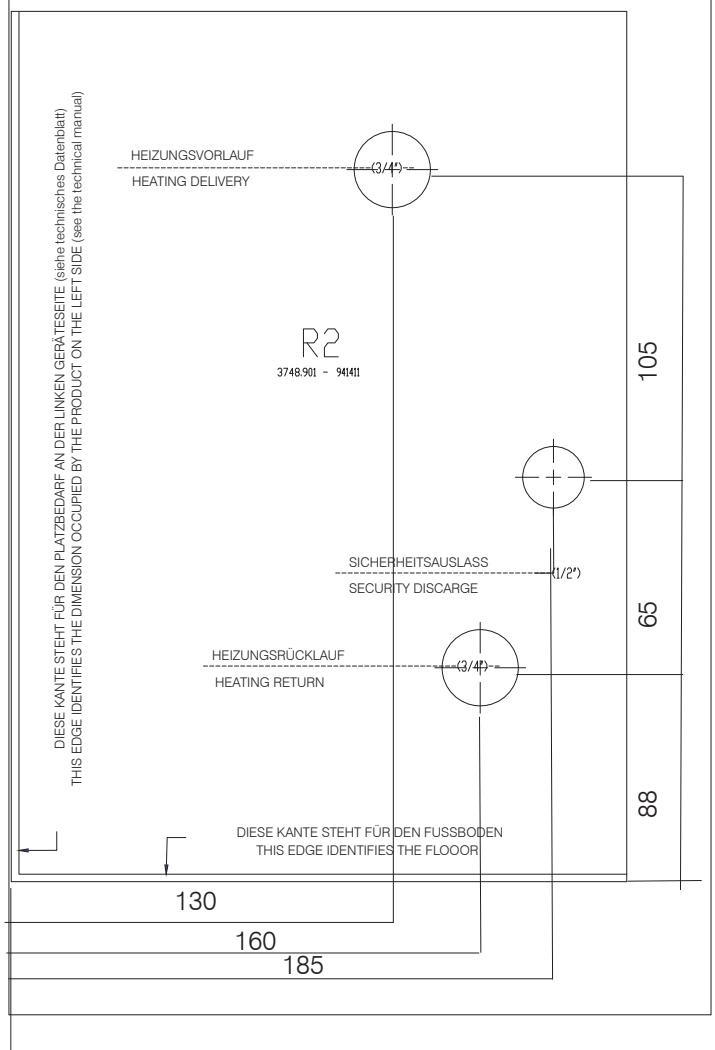 HEIZUNGSVORLAUF
(3/4")
HEATING DELIVERY
DIESE KANTE STEHT FÜR DEN PLATZBEDARF AN DER LINKEN GERÄTESEITE (siehe technisches Datenblatt)
THIS EDGE IDENTIFIES THE DIMENSION OCCUPIED BY THE PRODUCT ON THE LEFT SIDE (see the technical manual)
R2
3748.901 - 941411
105
SICHERHEITSAUSLASS
(1/2")
SECURITY DISCARGE
65
HEIZUNGSRÜCKLAUF
(3/4")
HEATING RETURN
88
DIESE KANTE STEHT FÜR DEN FUSSBODEN
THIS EDGE IDENTIFIES THE FLOOOR
130
160
185